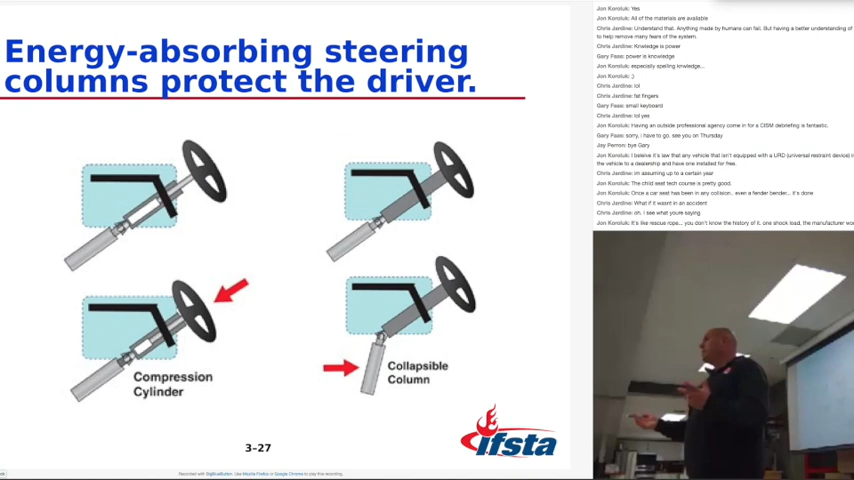 Energy-absorbing steering
columns protect the driver.
Compression
Cylinder
Collapsible
Column
3–27
ifsta
Recorded with BigBlueButton. Use Mozilla Firefox or Google Chrome to play this recording.
Jon Koroluk: Yes
Jon Koroluk: All of the materials are available
Chris Jardine: Understand that. Anything made by humans can fail. But having a better understanding of
to help remove many fears of the system.
Chris Jardine: Knwledge is power
Gary Faas: power is knowledge
Jon Koroluk: especially spelling knwledge...
Jon Koroluk: ;)
Chris Jardine: lol
Chris Jardine: fat fingers
Gary Faas: small keyboard
Chris Jardine: lol yes
Jon Koroluk: Having an outside professional agency come in for a CISM debriefing is fantastic.
Gary Faas: sorry, i have to go. see you on Thursday
Jay Perron: bye Gary
Jon Koroluk: I beleive it's law that any vehicle that isn't equipped with a URD (universal restraint device) i
the vehicle to a dealership and have one installed for free.
Chris Jardine: im assuming up to a certain year
Jon Koroluk: The child seat tech course is pretty good.
Jon Koroluk: Once a car seat has been in any collision.. even a fender bender... it's done
Chris Jardine: What if it wasnt in an accident
Chris Jardine: oh, I see what youre saying
Jon Koroluk: It's like rescue rope... you don't know the history of it. one shock load, the manufacturer wo